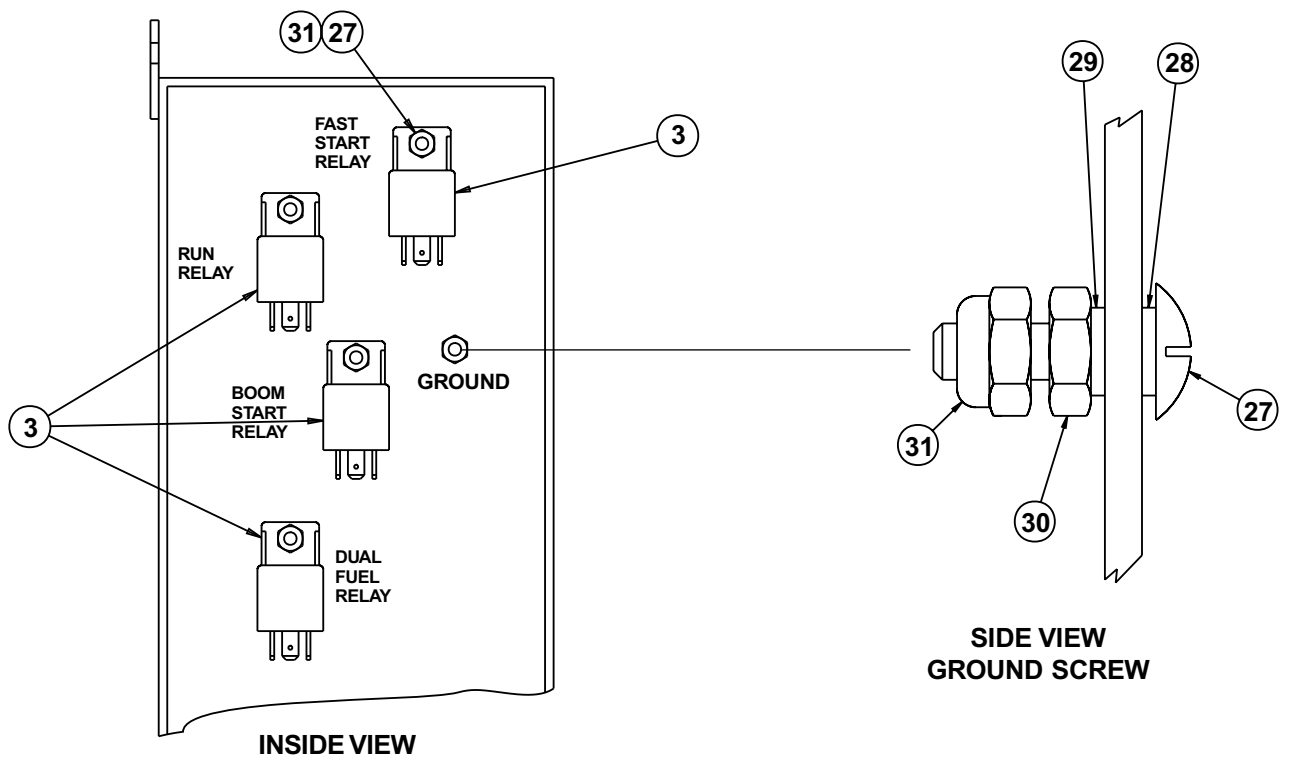 31 27
29
28
FAST
START
RELAY
3
RUN
RELAY
GROUND
BOOM
START
RELAY
3
27
31
30
DUAL
FUEL
RELAY
SIDE VIEW
GROUND SCREW
INSIDE VIEW